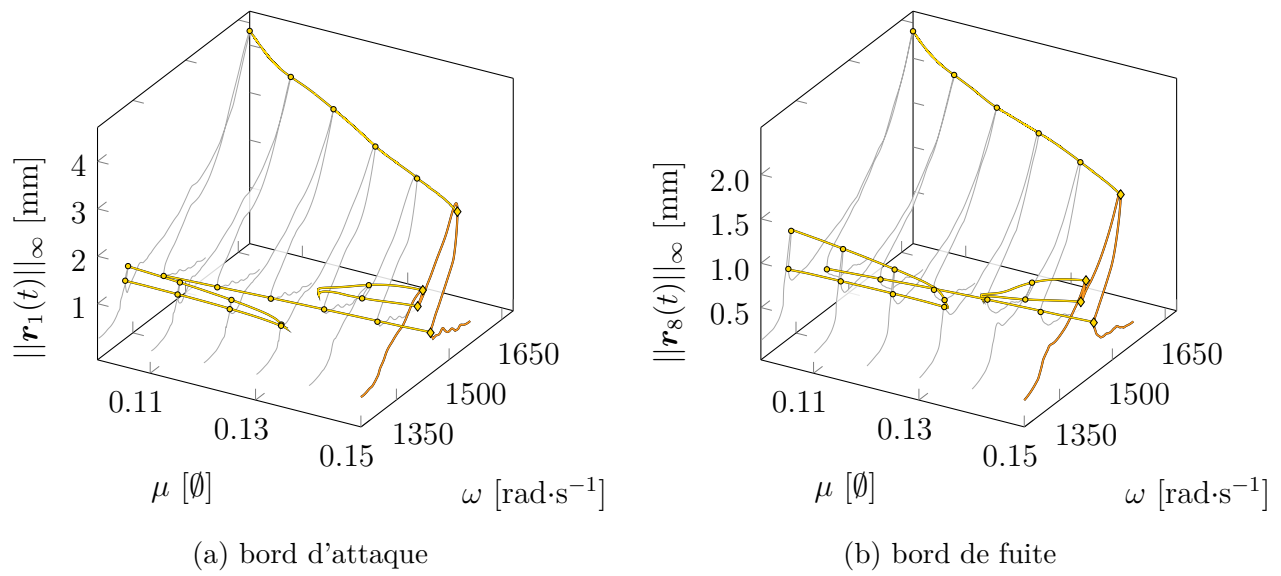 ||r₁(t)||∞ [mm]
4
3
2
1
0.11
0.13
0.15
1350
1500
1650
μ [∅]
ω [rad·s⁻¹]
(a) bord d'attaque
||r₈(t)||∞ [mm]
2.0
1.5
1.0
0.5
0.11
0.13
0.15
1350
1500
1650
μ [∅]
ω [rad·s⁻¹]
(b) bord de fuite